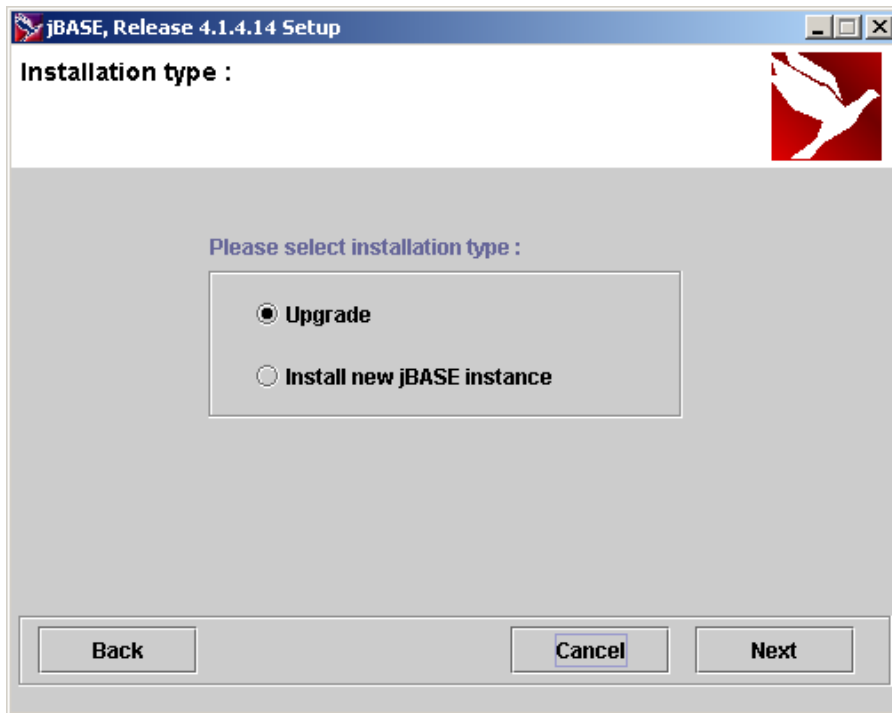 jBASE, Release 4.1.4.14 Setup
Installation type :
Please select installation type :
Upgrade
Install new jBASE instance
Back Cancel Next